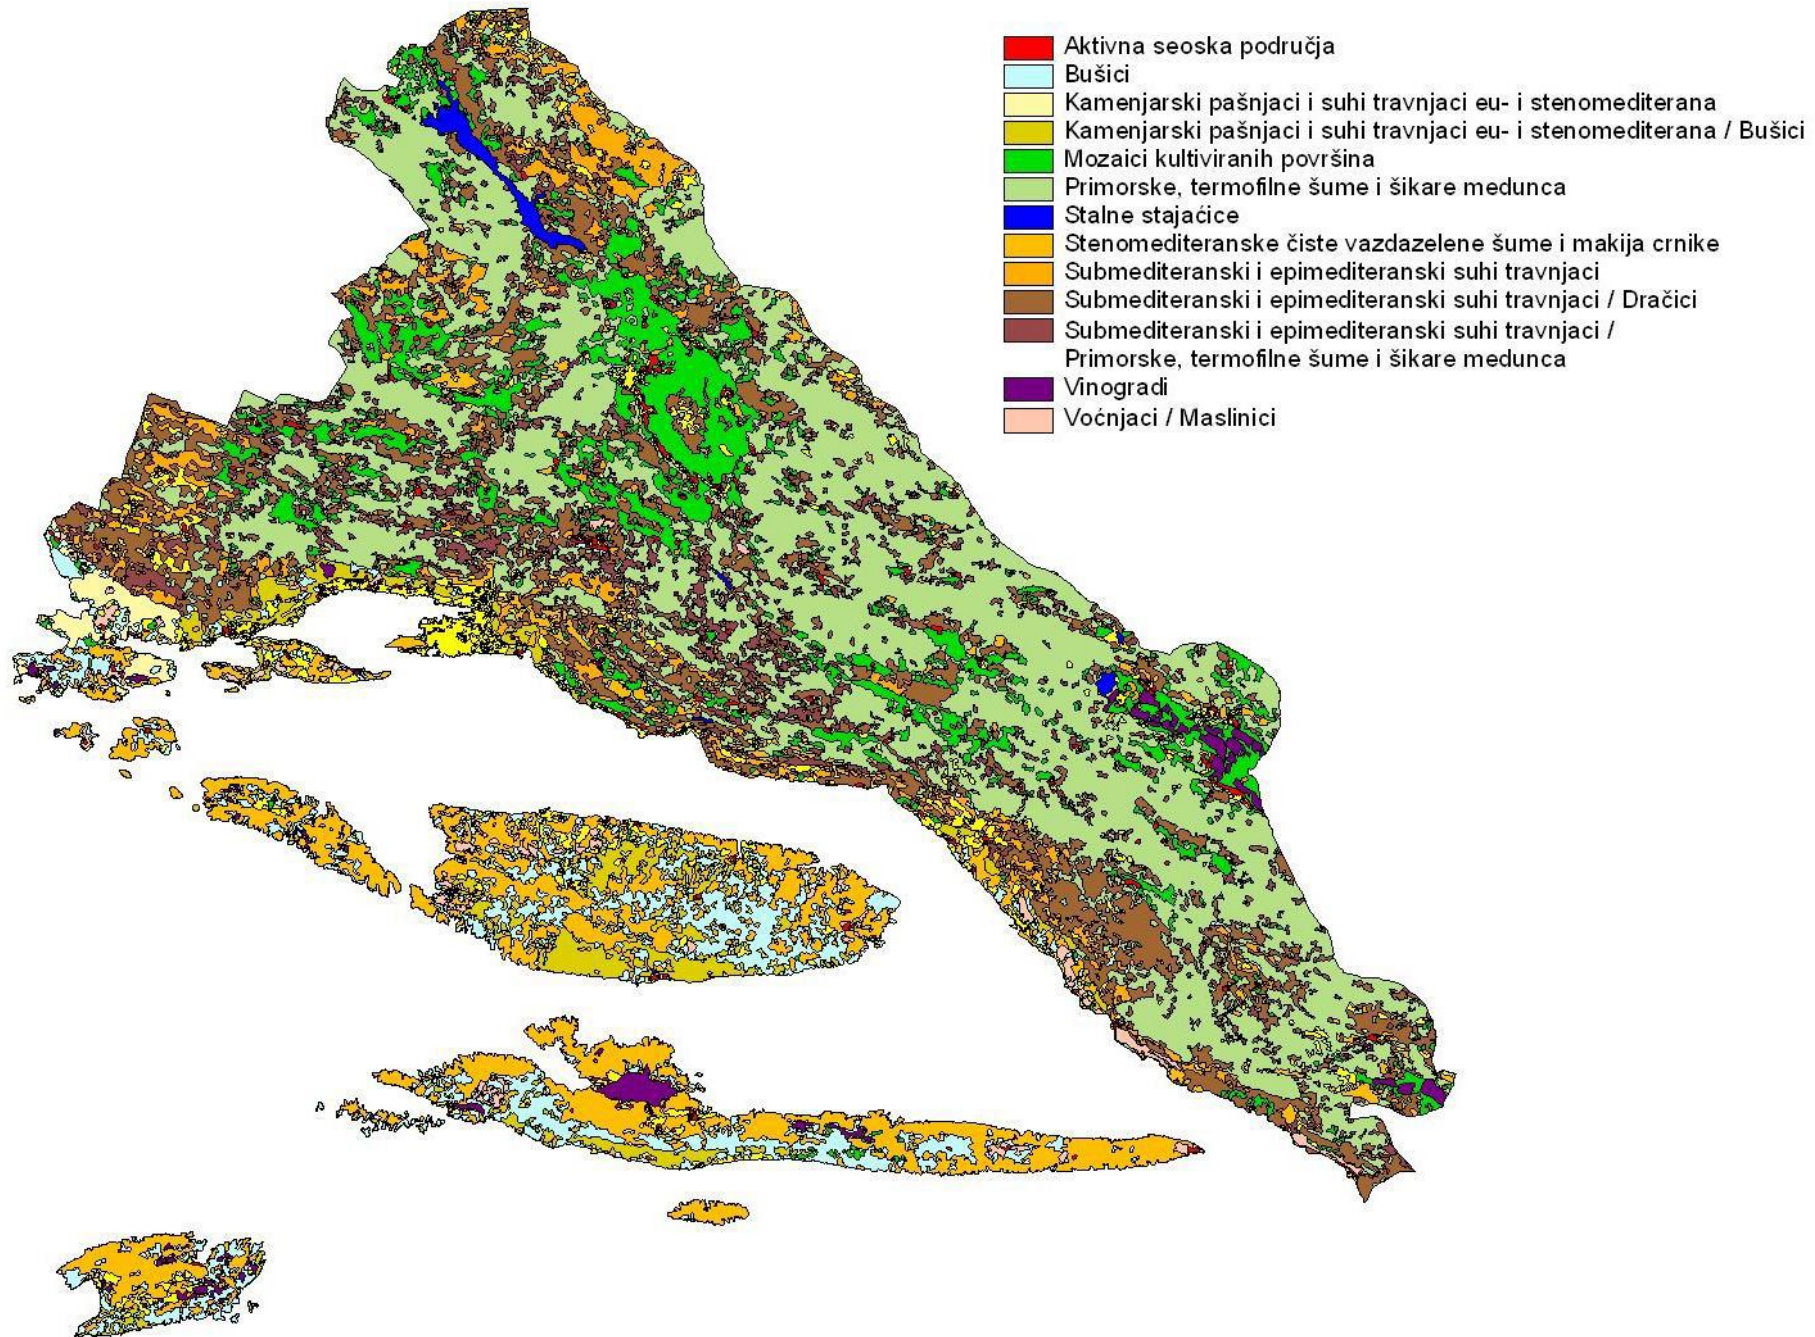 Aktivna seoska područja
Bušici
Kamenjarski pašnjaci i suhi travnjaci eu- i stenomediterana
Kamenjarski pašnjaci i suhi travnjaci eu- i stenomediterana / Bušici
Mozaici kultiviranih površina
Primorske, termofilne šume i šikare medunca
Stalne stajaćice
Stenomediteranske čiste vazdazelene šume i makija crnike
Submediteranski i epimediteranski suhi travnjaci
Submediteranski i epimediteranski suhi travnjaci / Dračici
Submediteranski i epimediteranski suhi travnjaci /
Primorske, termofilne šume i šikare medunca
Vinogradi
Voćnjaci / Maslinici